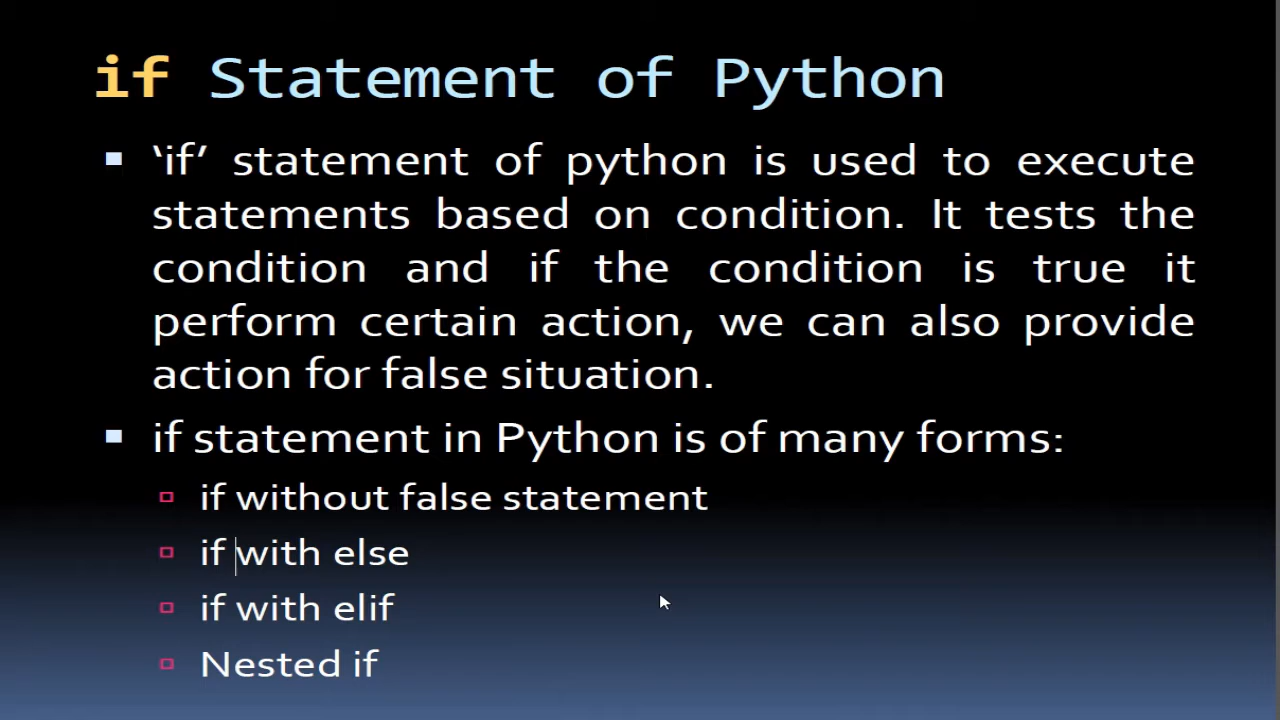 if Statement of Python
‘if’ statement of python is used to execute
statements based on condition. It tests the
condition and if the condition is true it
perform certain action, we can also provide
action for false situation.
if statement in Python is of many forms:
if without false statement
if with else
if with elif
Nested if